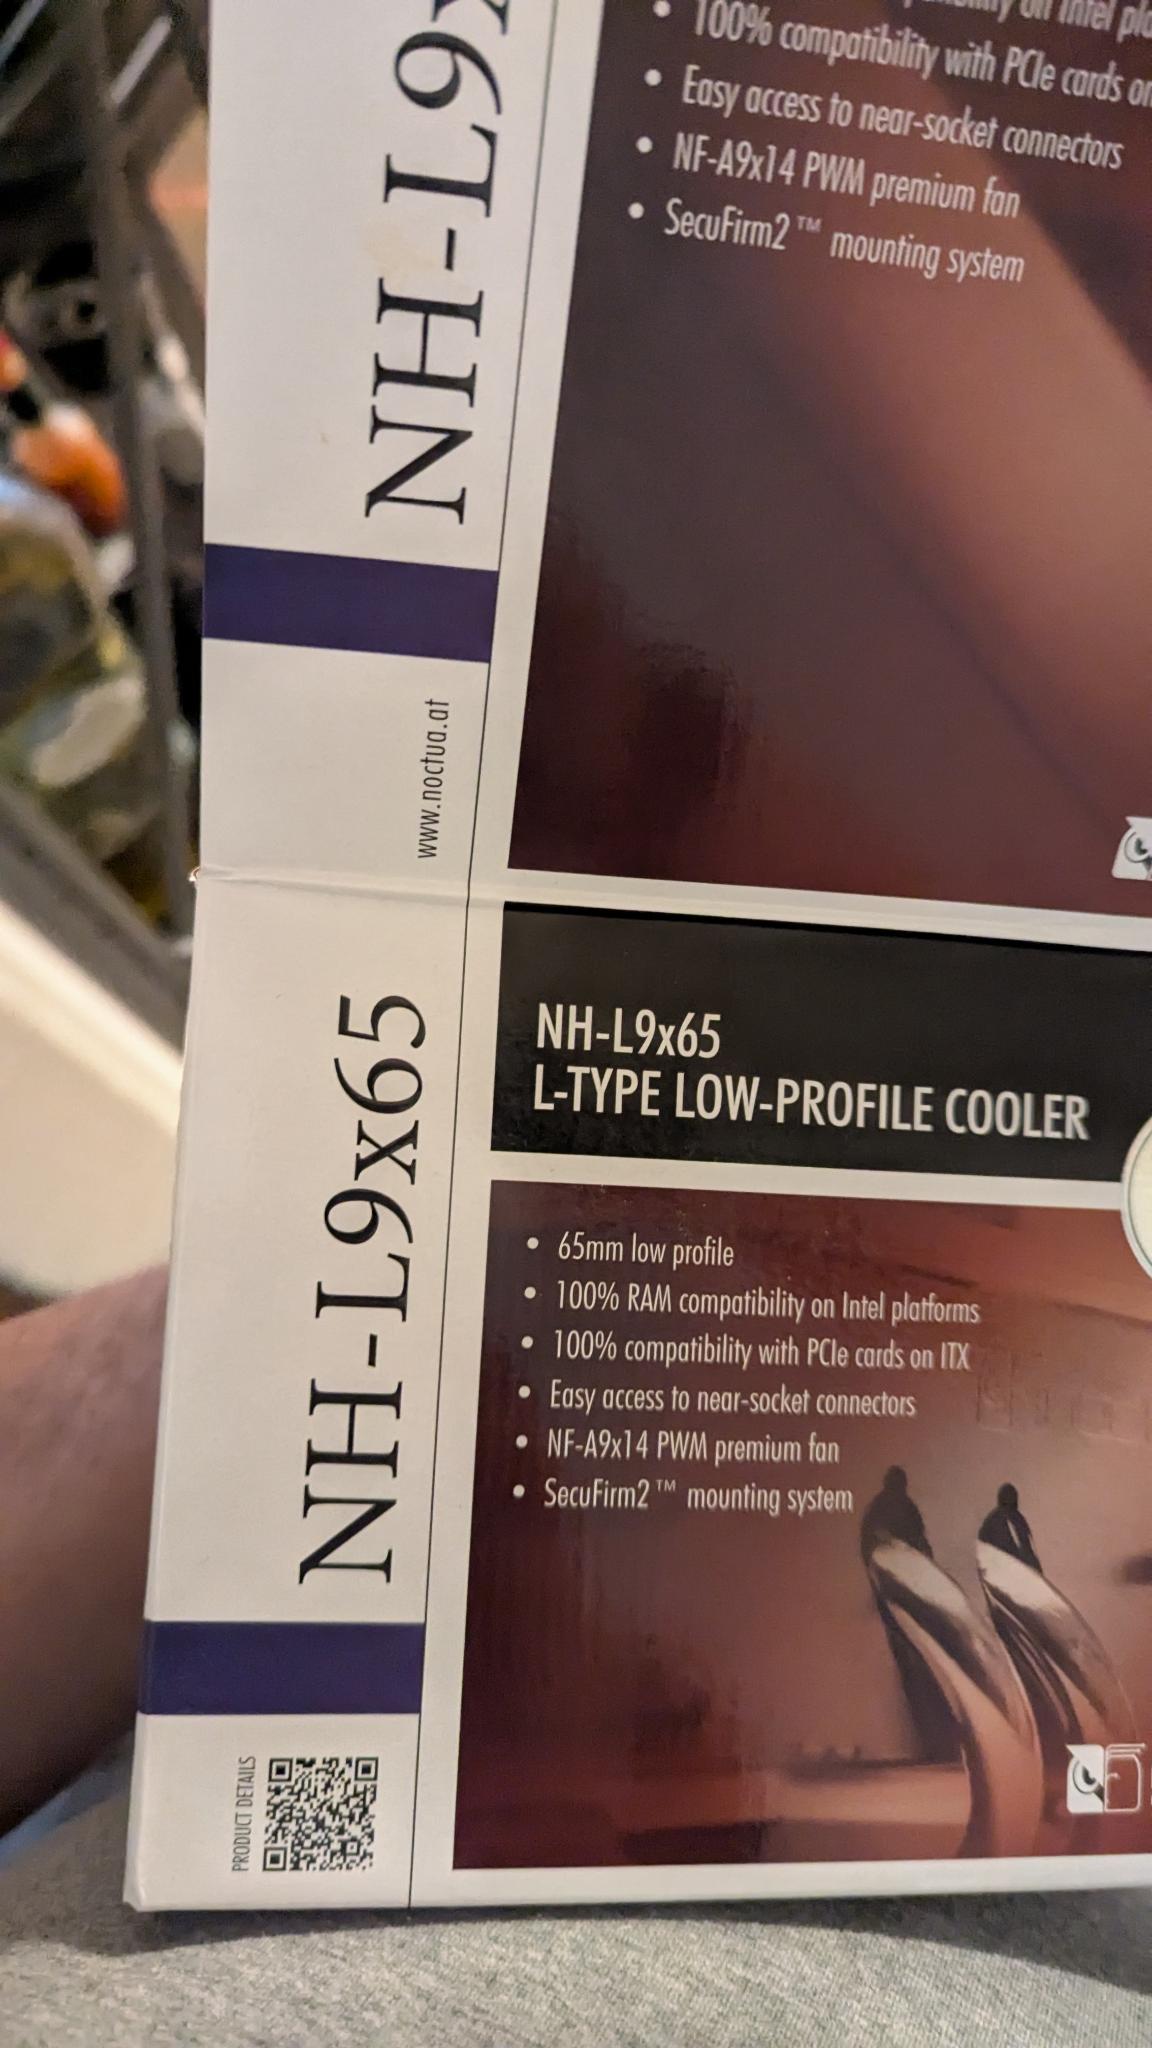 NH-L9x
100% compatibility with PCIe cards on
Easy access to near-socket connectors
NF-A9x14 PWM premium fan
SecuFirm2™ mounting system
www.noctua.at
NH-L9x65
NH-L9x65
L-TYPE LOW-PROFILE COOLER
• 65mm low profile
• 100% RAM compatibility on Intel platforms
• 100% compatibility with PCIe cards on ITX
• Easy access to near-socket connectors
• NF-A9x14 PWM premium fan
• SecuFirm2™ mounting system
PRODUCT DETAILS